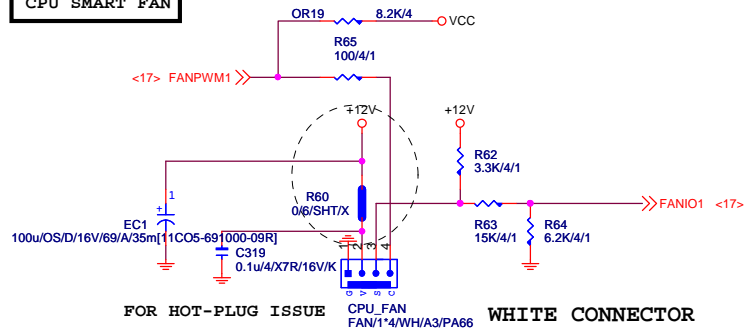 CPU SMART FAN
OR19 8.2K/4
VCC
R65
100/4/1
<17> FANPWM1
+12V
+12V
R62
3.3K/4/1
R60
0/6/SHT/X
1
+
EC1
100u/OS/D/16V/69/A/35m[11CO5-691000-09R]
C319
0.1u/4/X7R/16V/K
FANIO1 <17>
R63
15K/4/1
R64
6.2K/4/1
1 2 3 4
G V S C
CPU_FAN
FAN/1*4/WH/A3/PA66
FOR HOT-PLUG ISSUE
WHITE CONNECTOR